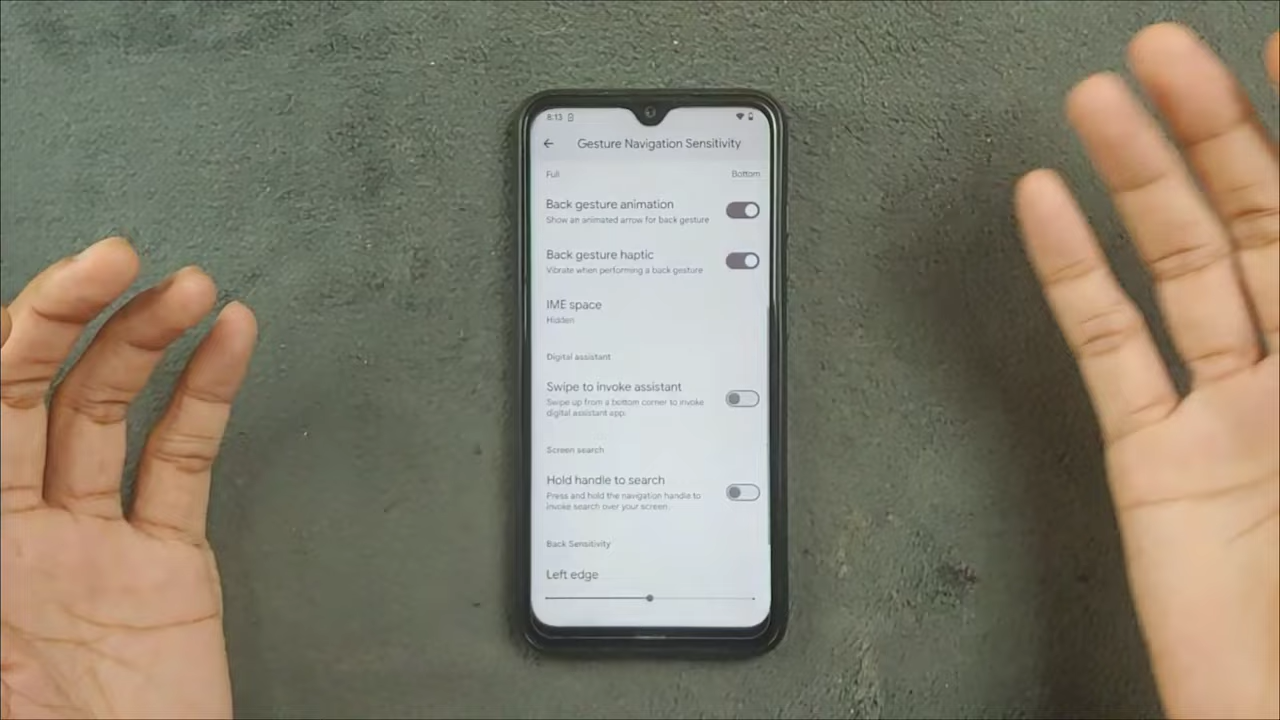 8:13
Gesture Navigation Sensitivity
Full Bottom
Back gesture animation
Show an animated arrow for back gesture
Back gesture haptic
Vibrate when performing a back gesture
IME space
Hidden
Digital assistant
Swipe to invoke assistant
Swipe up from a bottom corner to invoke
digital assistant app.
Screen search
Hold handle to search
Press and hold the navigation handle to
invoke search over your screen.
Back Sensitivity
Left edge